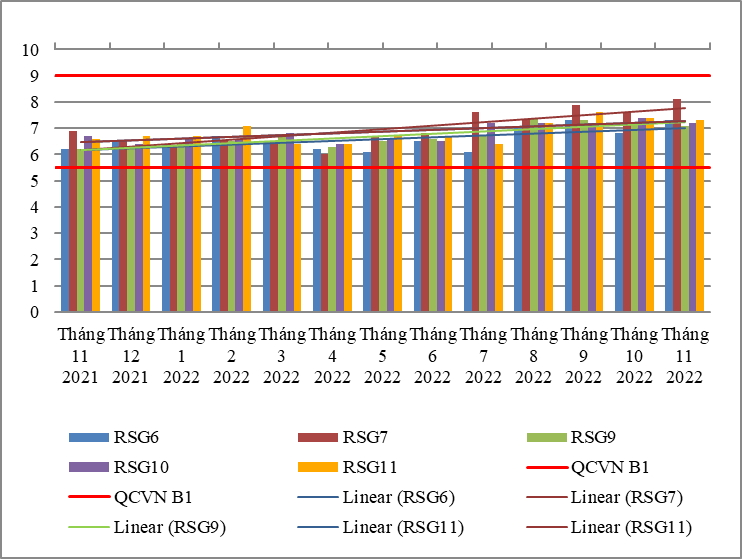 10
9
8
7
6
5
4
3
2
1
0
Tháng Tháng Tháng Tháng Tháng Tháng Tháng Tháng Tháng Tháng Tháng Tháng Tháng
11 12 1 2 3 4 5 6 7 8 9 10 11
2021 2021 2022 2022 2022 2022 2022 2022 2022 2022 2022 2022 2022
RSG6 RSG7 RSG9
RSG10 RSG11 QCVN B1
QCVN B1 Linear (RSG6) Linear (RSG7)
Linear (RSG9) Linear (RSG11) Linear (RSG11)